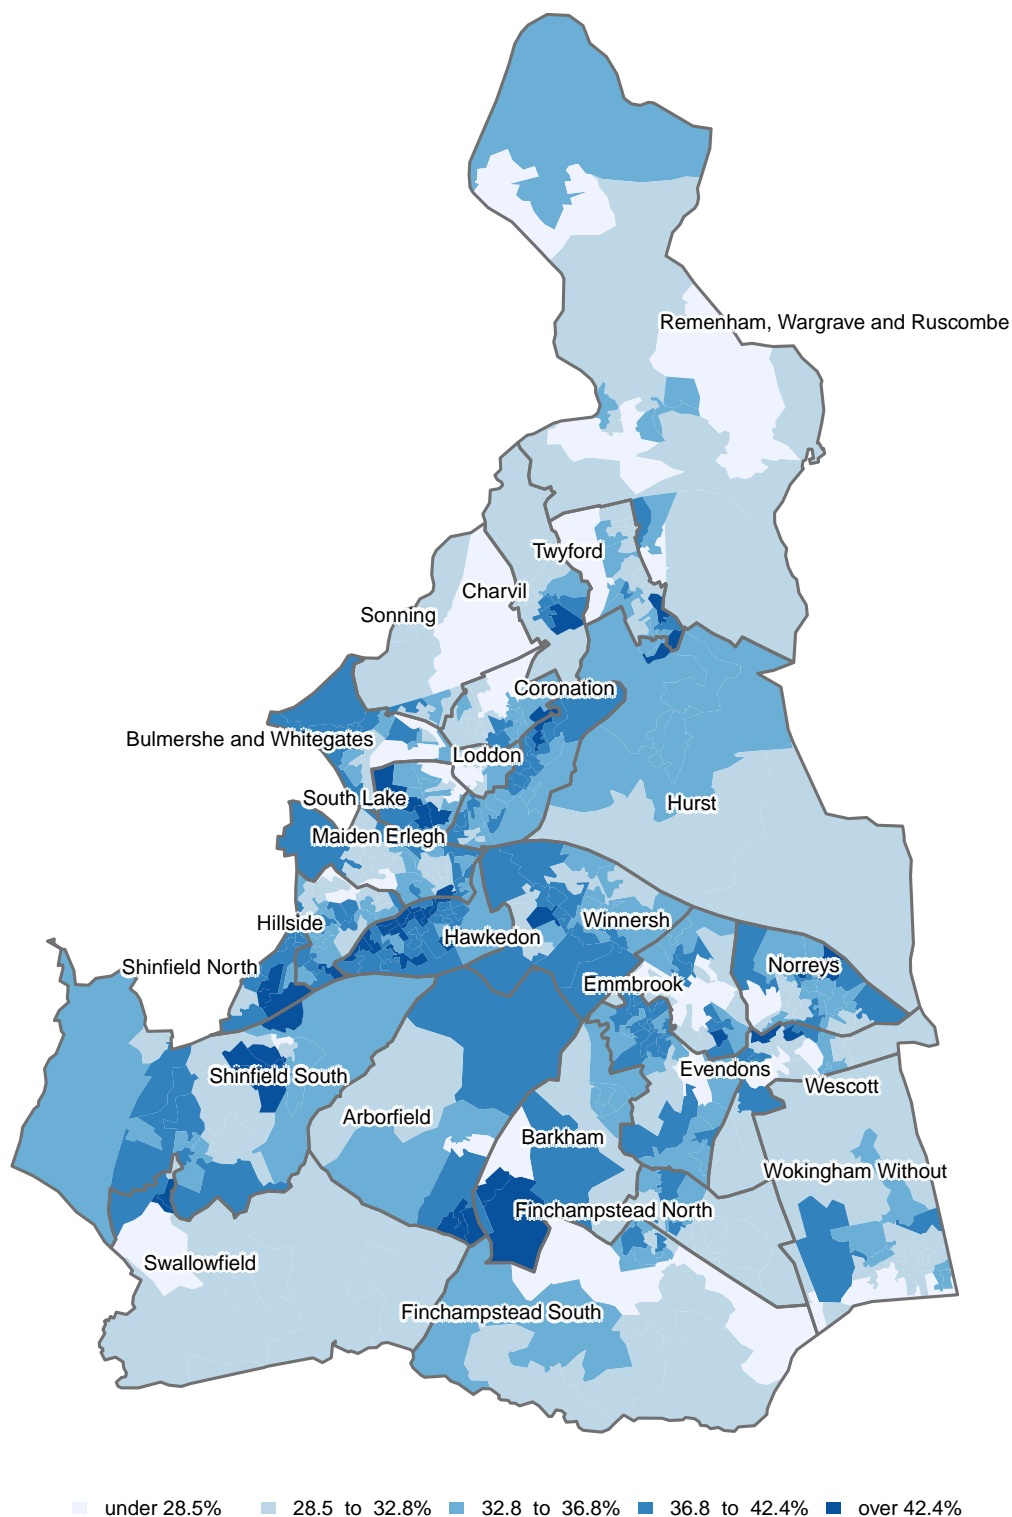 Remenham, Wargrave and Ruscombe
Twyford
Charvil
Sonning
Coronation
Bulmershe and Whitegates
Loddon
South Lake
Hurst
Maiden Erlegh
Hillside
Winnersh
Hawkedon
Shinfield North
Norreys
Emmbrook
Evendons
Shinfield South
Wescott
Arborfield
Barkham
Wokingham Without
Finchampstead North
Swallowfield
Finchampstead South
under 28.5% 28.5 to 32.8% 32.8 to 36.8% 36.8 to 42.4% over 42.4%